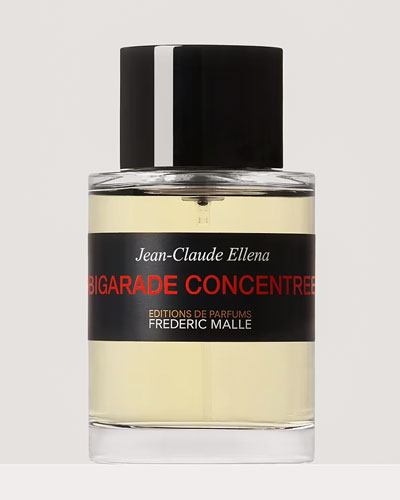 Jean-Claude Ellena
BIGARADE CONCENTREE
EDITIONS DE PARFUMS
FREDERIC MALLE